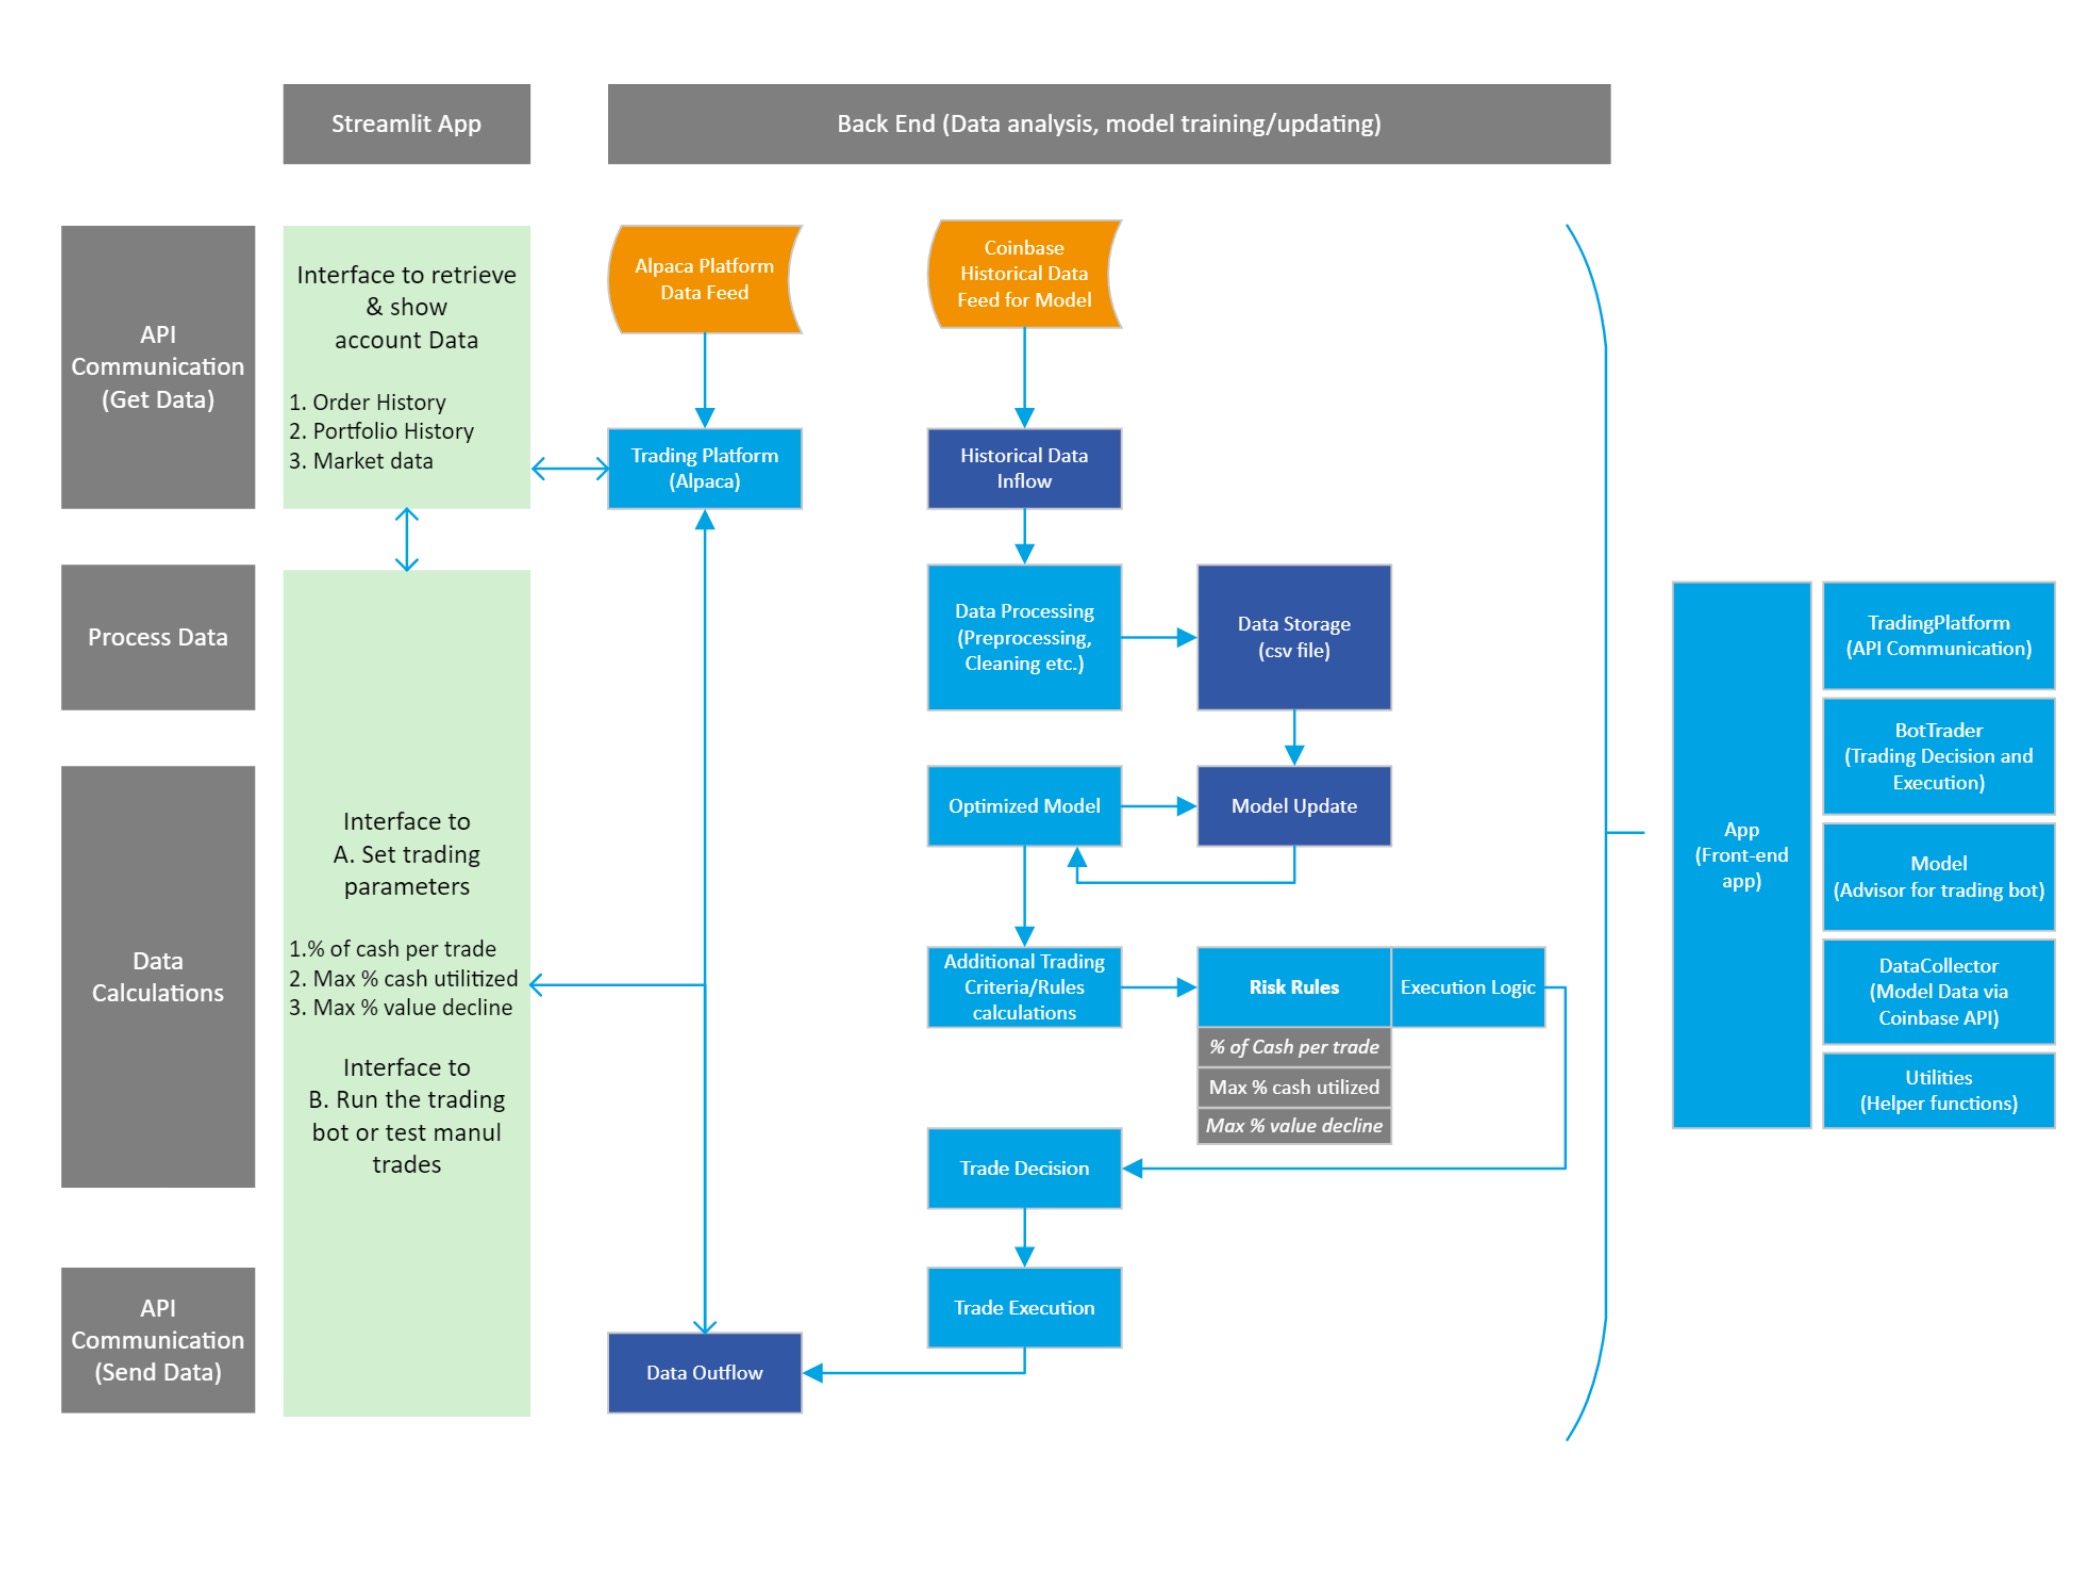 Streamlit App
Back End (Data analysis, model training/updating)
API
Communication
(Get Data)
Interface to retrieve
& show
account Data
1. Order History
2. Portfolio History
3. Market data
Alpaca Platform
Data Feed
Coinbase
Historical Data
Feed for Model
Trading Platform
(Alpaca)
Historical Data
Inflow
Process Data
Data Processing
(Preprocessing,
Cleaning etc.)
Data Storage
(csv file)
Data
Calculations
Interface to
A. Set trading
parameters
1.% of cash per trade
2. Max % cash utilitized
3. Max % value decline
Interface to
B. Run the trading
bot or test manul
trades
Optimized Model
Model Update
Additional Trading
Criteria/Rules
calculations
Risk Rules
Execution Logic
% of Cash per trade
Max % cash utilized
Max % value decline
Trade Decision
Trade Execution
API
Communication
(Send Data)
Data Outflow
App
(Front-end
app)
TradingPlatform
(API Communication)
BotTrader
(Trading Decision and
Execution)
Model
(Advisor for trading bot)
DataCollector
(Model Data via
Coinbase API)
Utilities
(Helper functions)